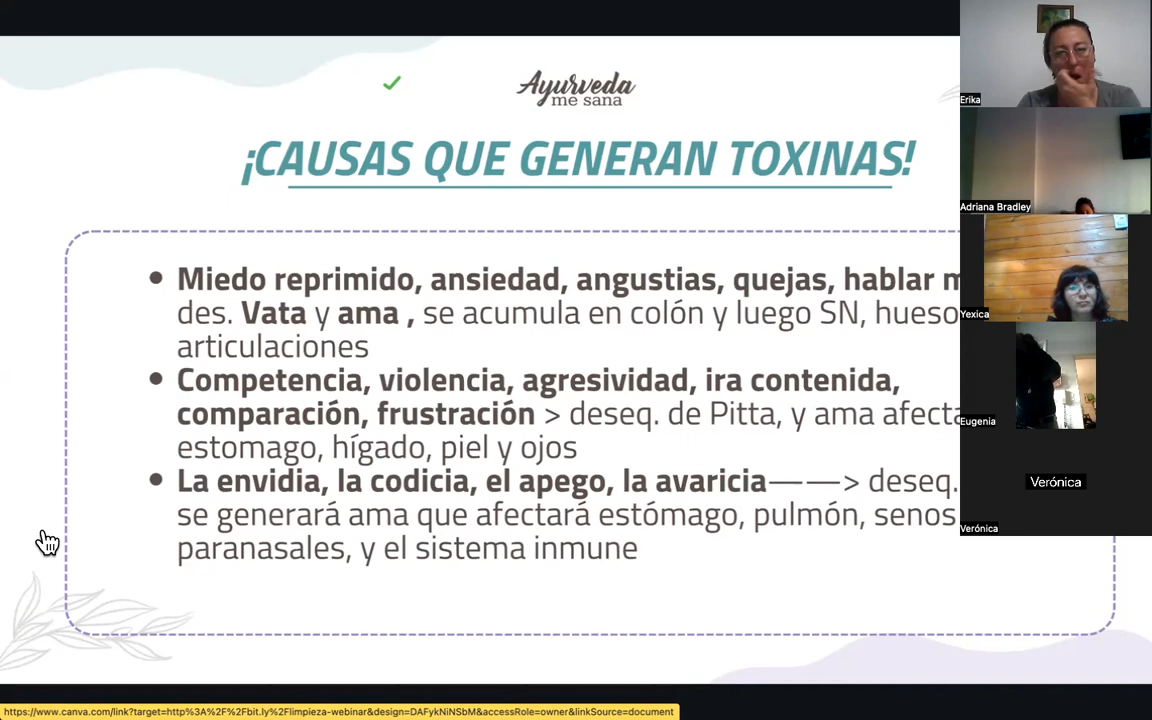 Ayurveda
me sana
¡CAUSAS QUE GENERAN TOXINAS!
• Miedo reprimido, ansiedad, angustias, quejas, hablar
des. Vata y ama , se acumula en colón y luego SN,
articulaciones
• Competencia, violencia, agresividad, ira contenida,
comparación, frustración > deseq. de Pitta, y ama
estomago, hígado, piel y ojos
• La envidia, la codicia, el apego, la avaricia——> deseq.
se generará ama que afectará estómago, pulmón, senos
paranasales, y el sistema inmune
Erika
Adriana Bradley
Yexica
Eugenia
Verónica
Verónica
https://www.canva.com/link?target=http%3A%2F%2Fbit.ly%2Flimpieza-webinar&design=DAFykNiNSbM&accessRole=owner&linkSource=document